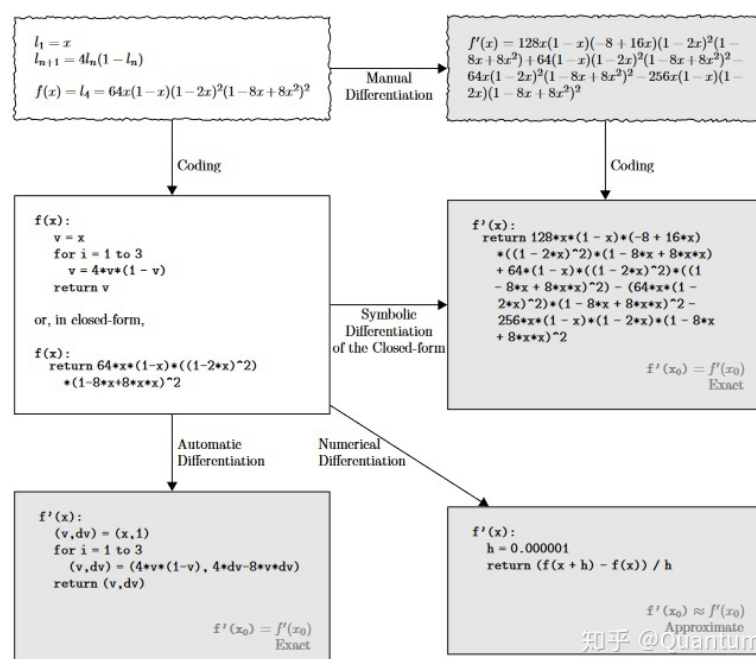 l₁ = x
lₙ₊₁ = 4lₙ(1 − lₙ)
f(x) = l₄ = 64x(1−x)(1−2x)²(1−8x+8x²)²
Manual
Differentiation
f′(x) = 128x(1 − x)(−8 + 16x)(1 − 2x)²(1 −
8x + 8x²) + 64(1 − x)(1 − 2x)²(1 − 8x + 8x²)² −
64x(1 − 2x)²(1 − 8x + 8x²)² − 256x(1 − x)(1 −
2x)(1 − 8x + 8x²)²
Coding
Coding
f(x):
v = x
for i = 1 to 3
v = 4*v*(1 - v)
return v
or, in closed-form,
f(x):
return 64*x*(1-x)*((1-2*x)^2)
*(1-8*x+8*x*x)^2
Symbolic
Differentiation
of the Closed-form
f'(x):
return 128*x*(1 - x)*(-8 + 16*x)
*((1 - 2*x)^2)*(1 - 8*x + 8*x*x)
+ 64*(1 - x)*((1 - 2*x)^2)*((1
- 8*x + 8*x*x)^2) - (64*x*(1 -
2*x)^2)*(1 - 8*x + 8*x*x)^2 -
256*x*(1 - x)*(1 - 2*x)*(1 - 8*x
+ 8*x*x)^2
f'(x₀) = f′(x₀)
Exact
Automatic
Differentiation
Numerical
Differentiation
f'(x):
(v,dv) = (x,1)
for i = 1 to 3
(v,dv) = (4*v*(1-v), 4*dv-8*v*dv)
return (v,dv)
f'(x₀) = f′(x₀)
Exact
f'(x):
h = 0.000001
return (f(x + h) - f(x)) / h
f'(x₀) ≈ f′(x₀)
Approximate
知乎 @Quantum